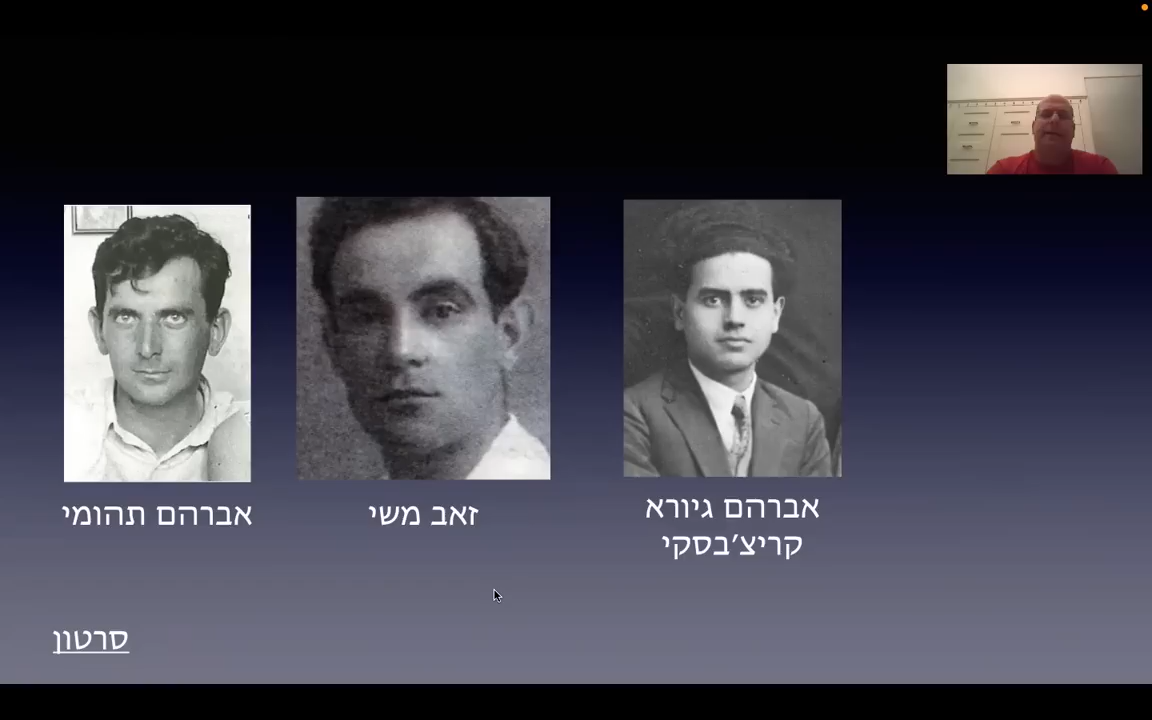 אברהם גיורא
קריצ׳בסקי
זאב משי
אברהם תהומי
סרטון